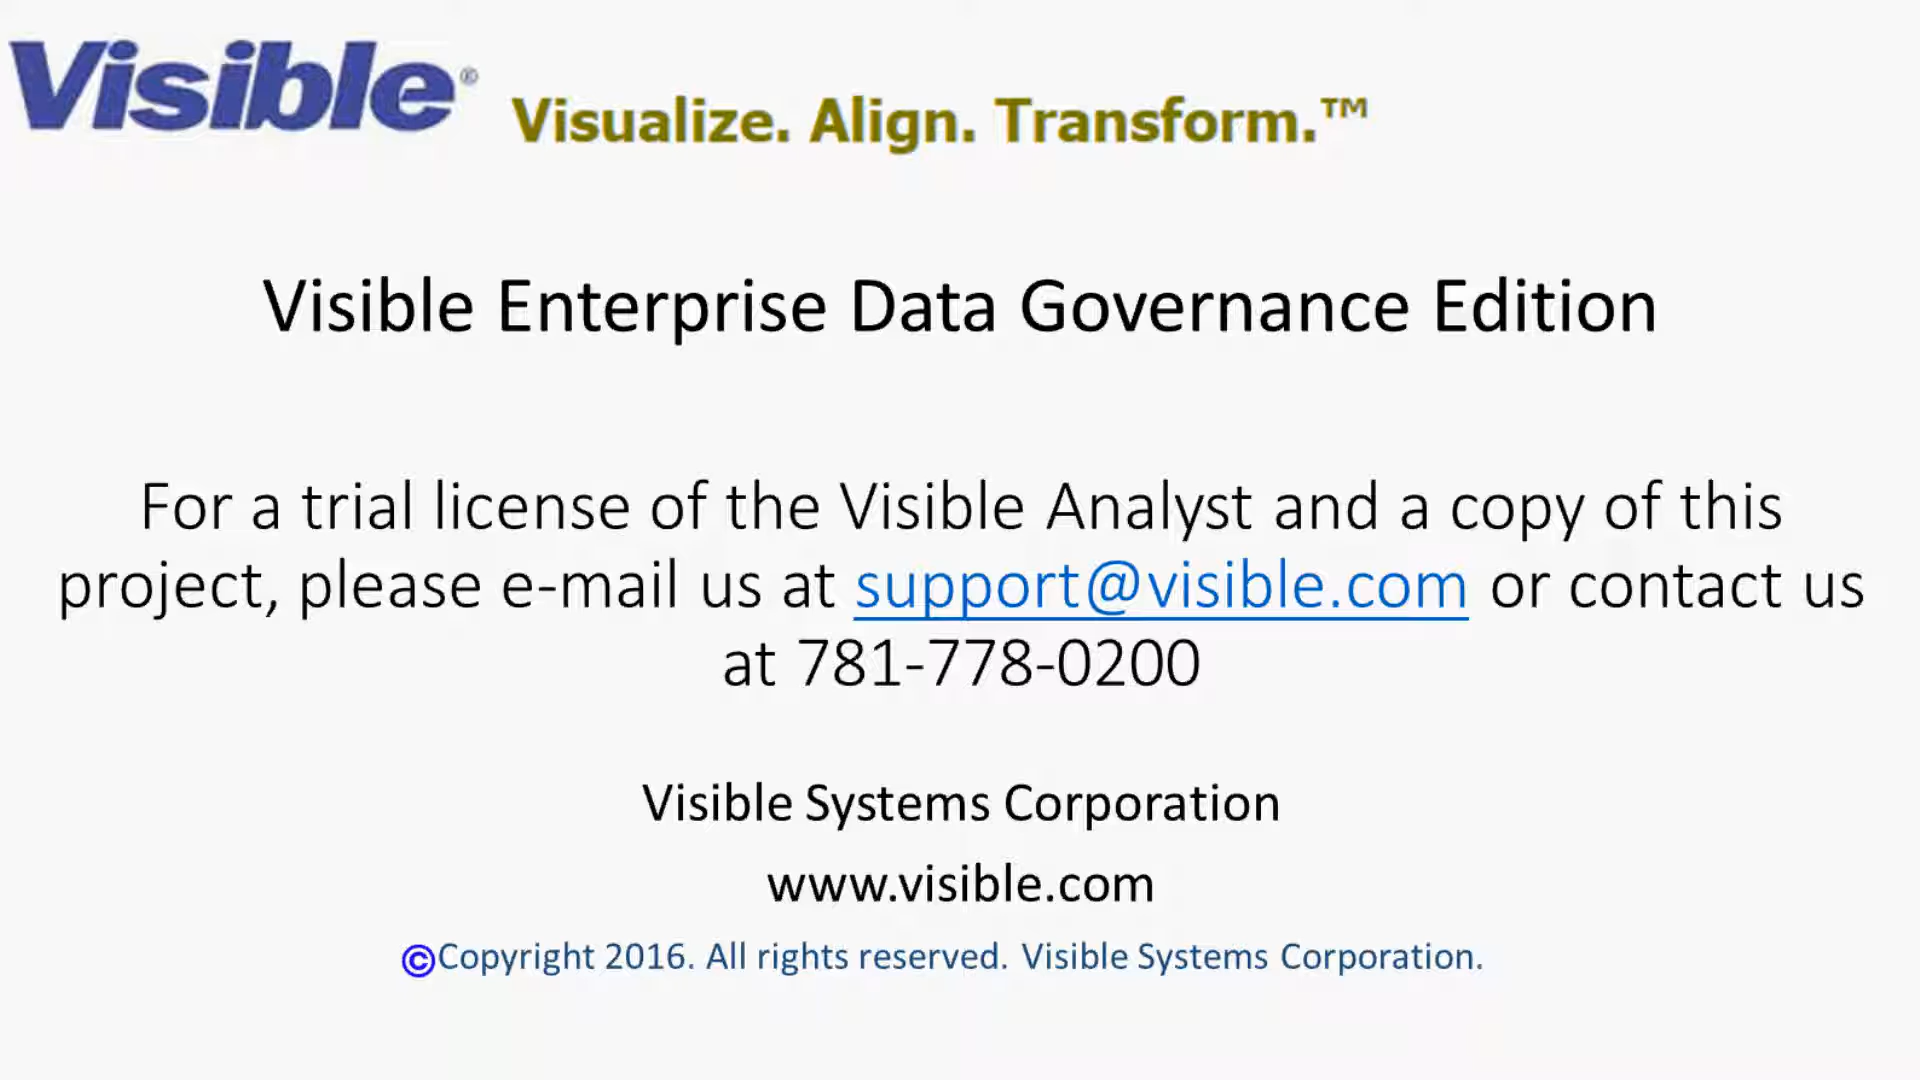 Visible®
Visualize. Align. Transform.™
Visible Enterprise Data Governance Edition
For a trial license of the Visible Analyst and a copy of this
project, please e-mail us at support@visible.com or contact us
at 781-778-0200
Visible Systems Corporation
www.visible.com
©Copyright 2016. All rights reserved. Visible Systems Corporation.